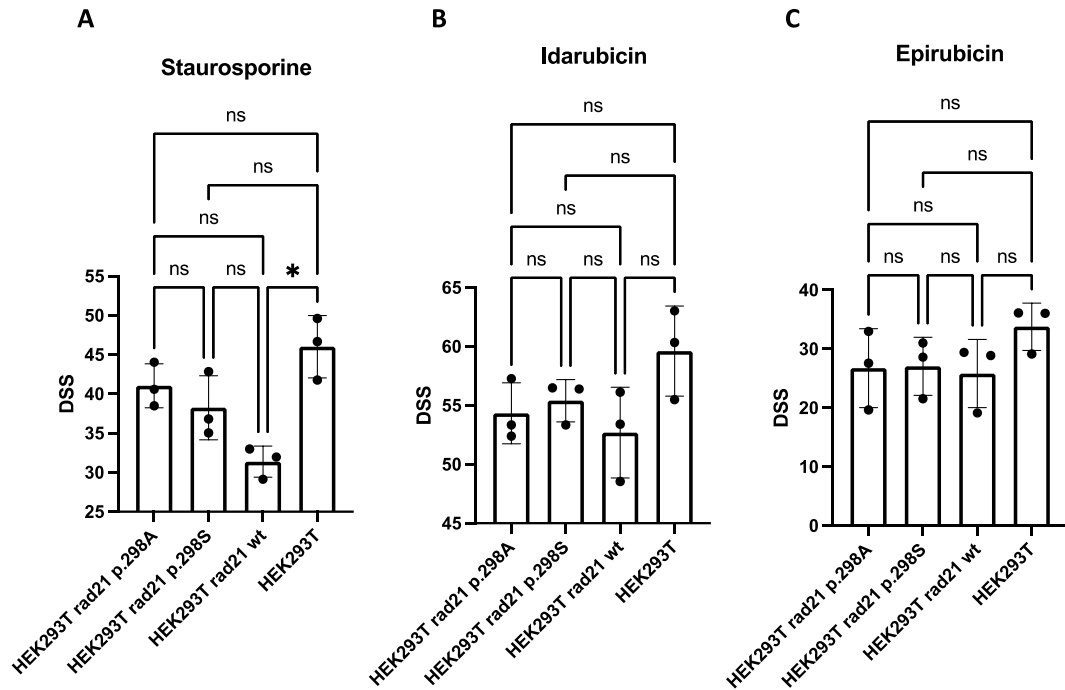 A
Staurosporine
ns
ns
ns
ns
ns
*
DSS
55
50
45
40
35
30
25
HEK293T rad21 p.298A
HEK293T rad21 p.298S
HEK293T rad21 wt
HEK293T
B
Idarubicin
ns
ns
ns
ns
ns
ns
DSS
65
60
55
50
45
HEK293T rad21 p.298A
HEK293T rad21 p.298S
HEK293T rad21 wt
HEK293T
C
Epirubicin
ns
ns
ns
ns
ns
ns
DSS
40
30
20
10
0
HEK293T rad21 p.298A
HEK293T rad21 p.298S
HEK293T rad21 wt
HEK293T